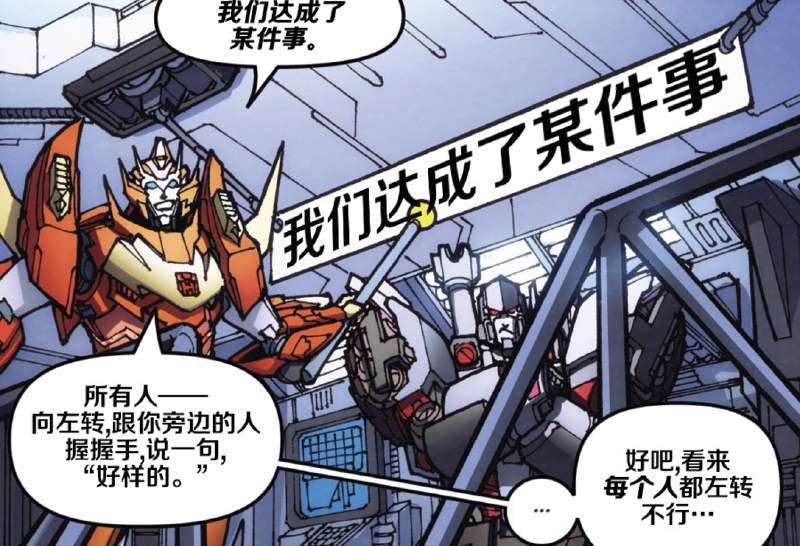 我们达成了
某件事。
我们达成了某件事
所有人——
向左转,跟你旁边的人
握握手,说一句,
“好样的。”
…
好吧,看来
每个人都左转
不行…